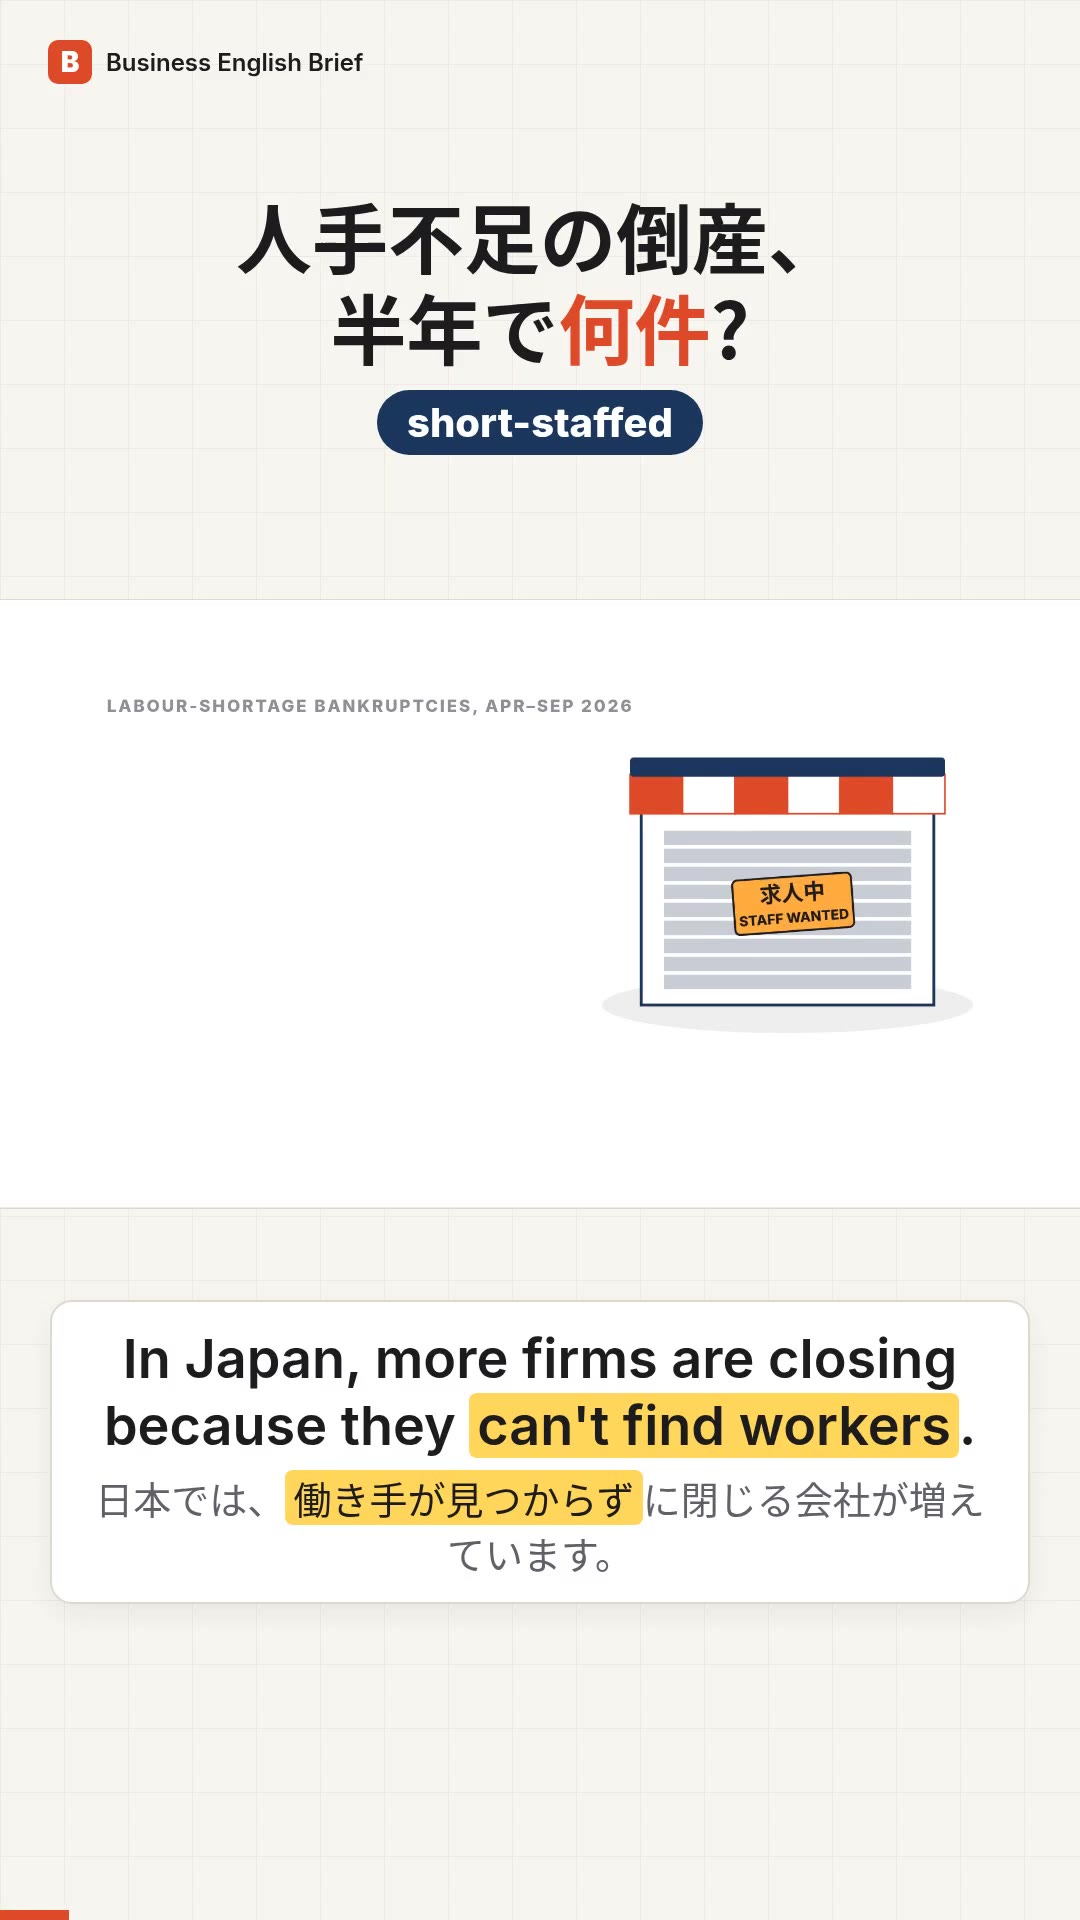 B Business English Brief
人手不足の倒産、
半年で何件?
short-staffed
LABOUR-SHORTAGE BANKRUPTCIES, APR–SEP 2026
求人中
STAFF WANTED
In Japan, more firms are closing
because they can't find workers.
日本では、働き手が見つからずに閉じる会社が増え
ています。